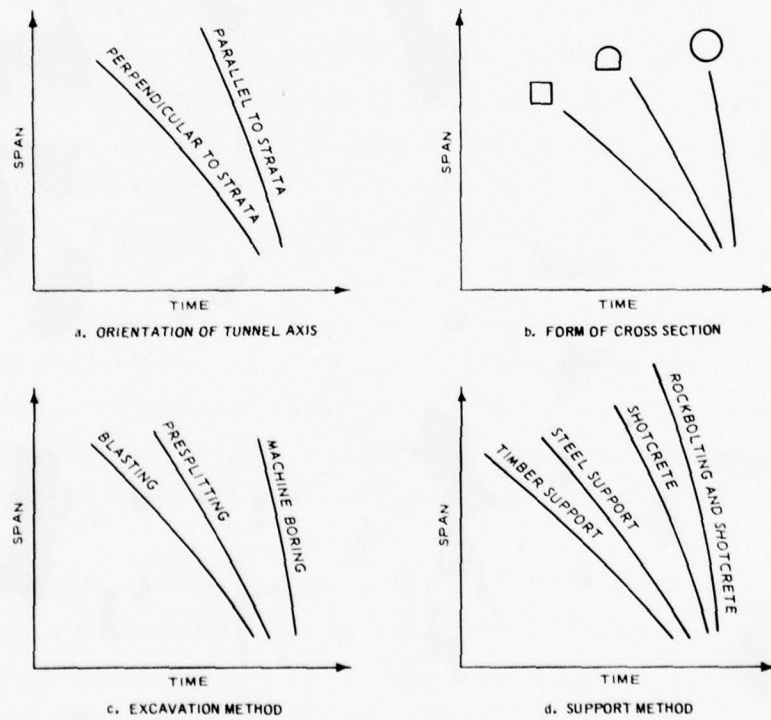 SPAN
PERPENDICULAR TO STRATA
PARALLEL TO STRATA
TIME
a. ORIENTATION OF TUNNEL AXIS
SPAN
TIME
b. FORM OF CROSS SECTION
SPAN
BLASTING
PRESPLITTING
MACHINE BORING
TIME
c. EXCAVATION METHOD
SPAN
TIMBER SUPPORT
STEEL SUPPORT
SHOTCRETE
ROCKBOLTING AND SHOTCRETE
TIME
d. SUPPORT METHOD